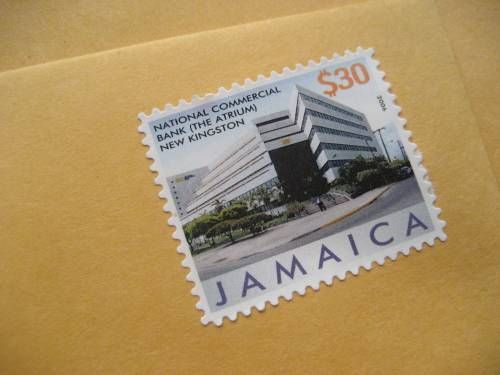 NATIONAL COMMERCIAL
BANK (THE ATRIUM)
NEW KINGSTON
$30
2006
JAMAICA